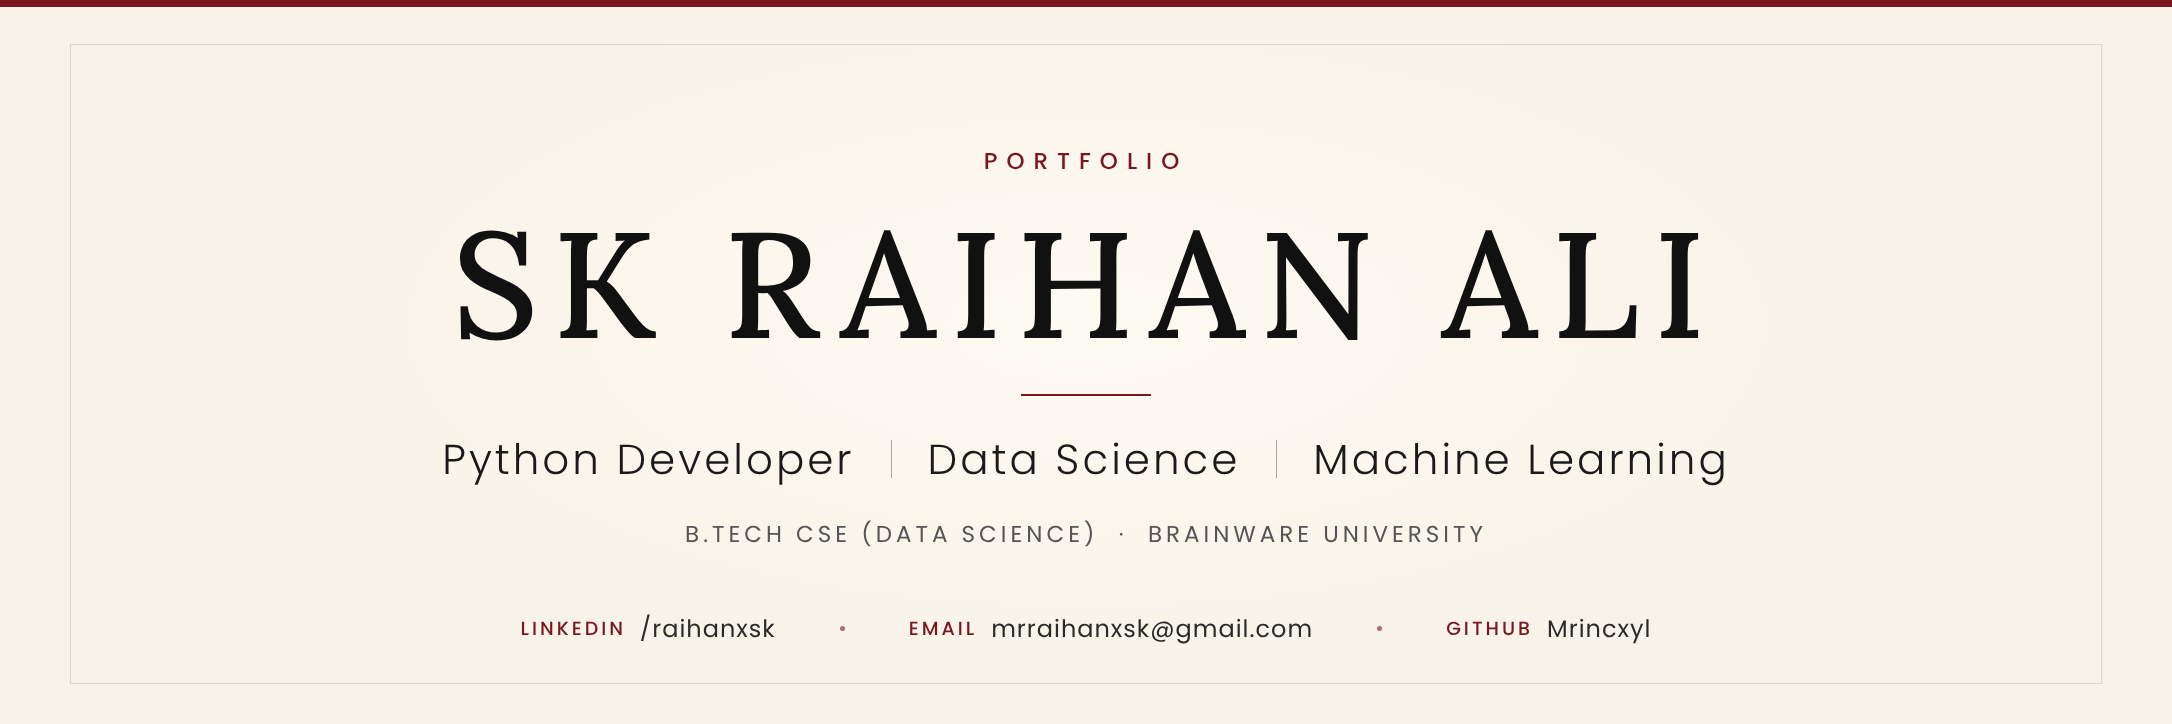 PORTFOLIO
SK RAIHAN ALI
Python Developer | Data Science | Machine Learning
B.TECH CSE (DATA SCIENCE) · BRAINWARE UNIVERSITY
LINKEDIN /raihanxsk • EMAIL mrraihanxsk@gmail.com • GITHUB Mrincxyl